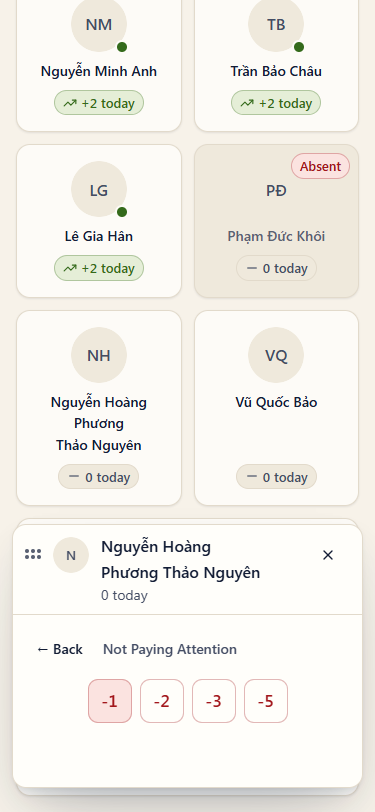 NM
TB
Nguyễn Minh Anh
Trần Bảo Châu
+2 today
+2 today
LG
Absent
PĐ
Lê Gia Hân
Phạm Đức Khôi
+2 today
0 today
NH
VQ
Nguyễn Hoàng
Phương
Thảo Nguyên
Vũ Quốc Bảo
0 today
0 today
N
Nguyễn Hoàng
Phương Thảo Nguyên
0 today
← Back
Not Paying Attention
-1
-2
-3
-5